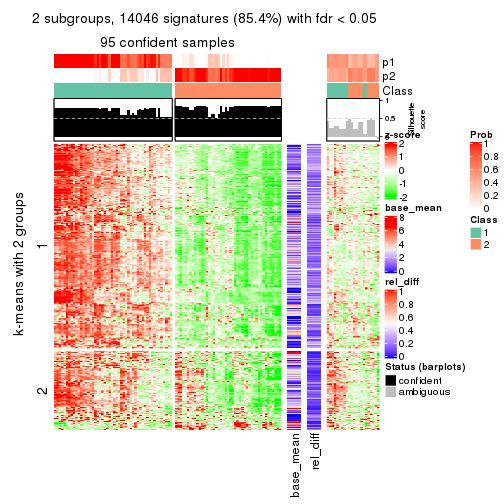 2 subgroups, 14046 signatures (85.4%) with fdr < 0.05
95 confident samples
p1
p2
Class
1
0.5
0
Silhouette
score
k-means with 2 groups
1
2
base_mean
rel_diff
z-score
2
1
0
-1
-2
base_mean
8
6
4
2
0
rel_diff
1
0.8
0.6
0.4
0.2
0
Status (barplots)
confident
ambiguous
Prob
1
0.8
0.6
0.4
0.2
0
Class
1
2